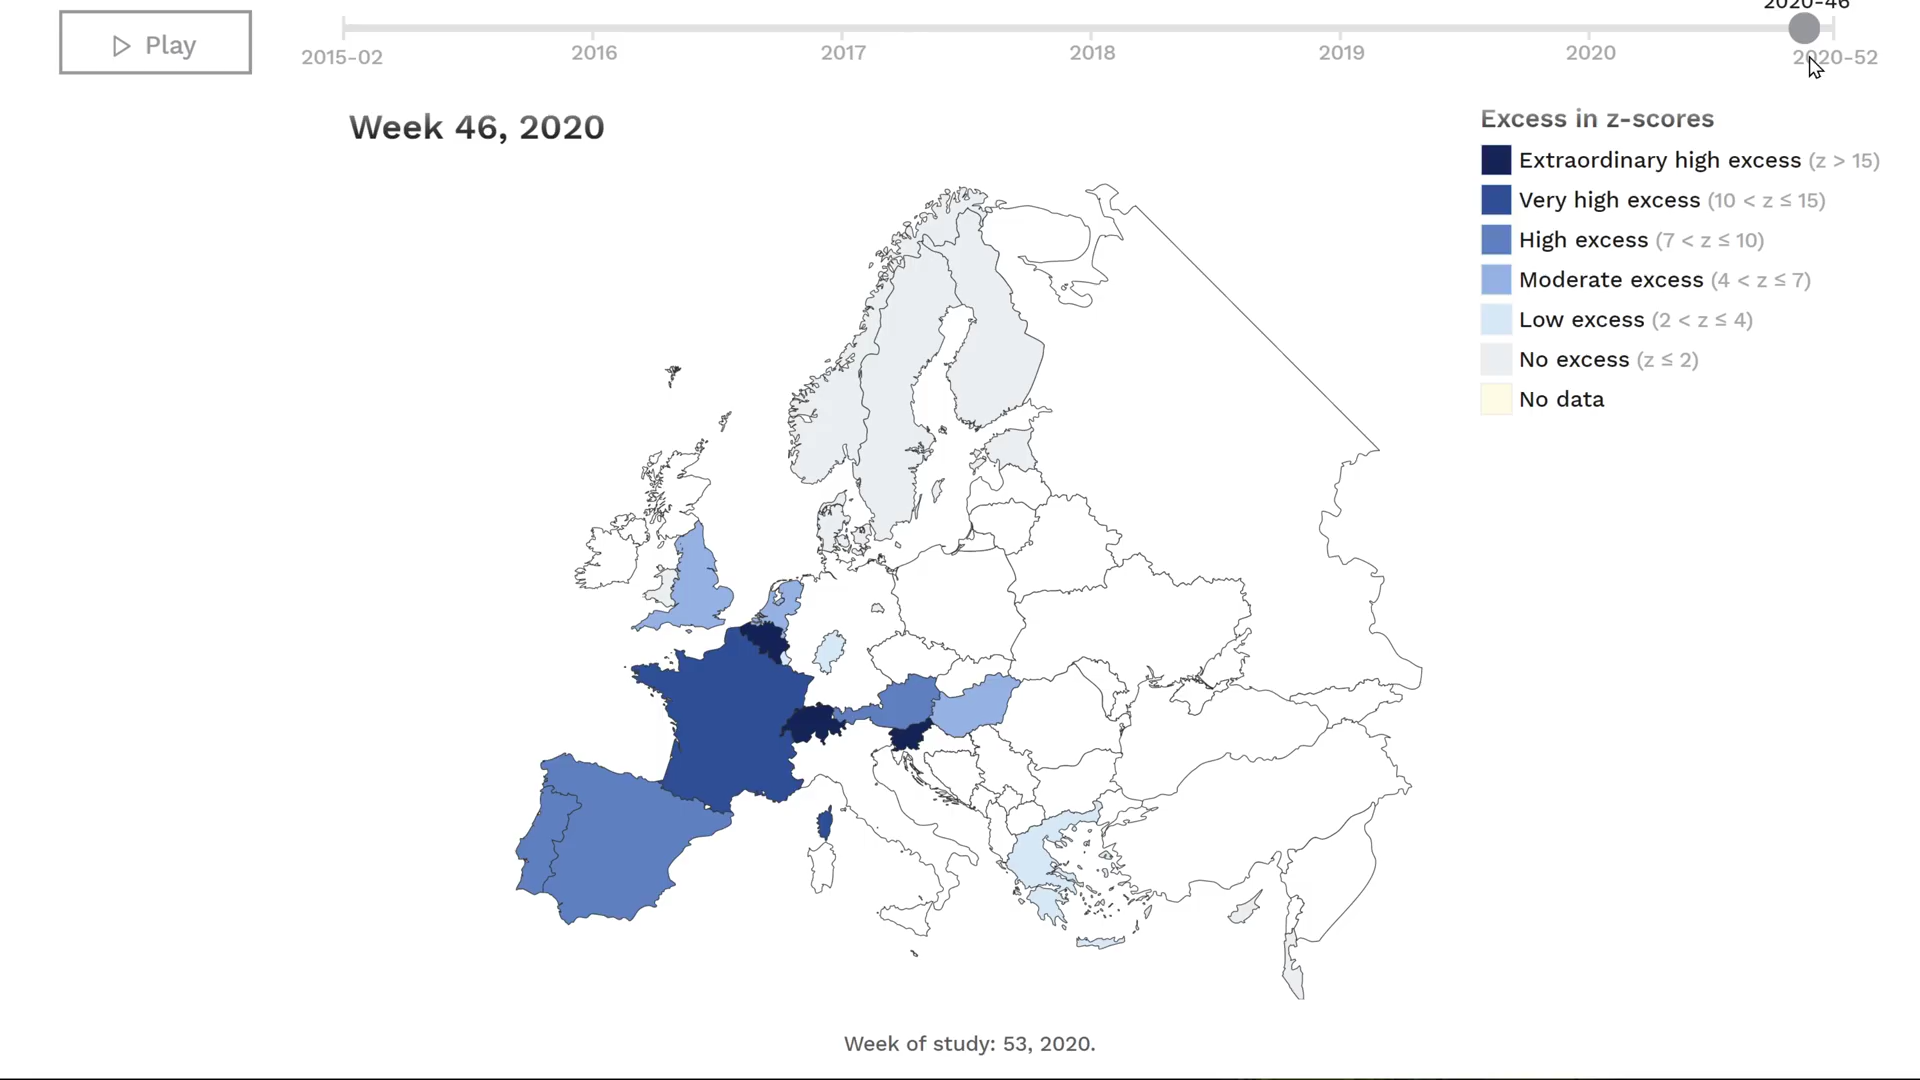 2020-46
Play
2015-02
2016
2017
2018
2019
2020
2020-52
Week 46, 2020
Excess in z-scores
Extraordinary high excess (z > 15)
Very high excess (10 < z ≤ 15)
High excess (7 < z ≤ 10)
Moderate excess (4 < z ≤ 7)
Low excess (2 < z ≤ 4)
No excess (z ≤ 2)
No data
Week of study: 53, 2020.